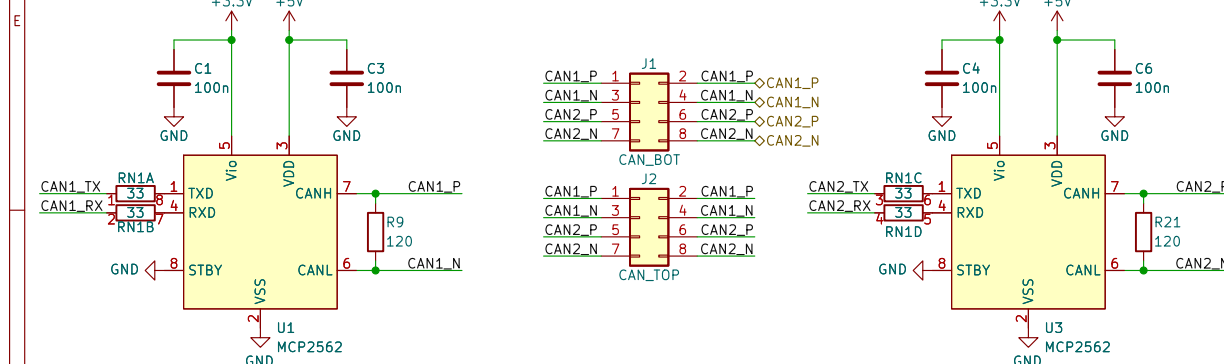 E
+3.3V
+5V
C1
100n
C3
100n
GND
GND
5
Vio
3
VDD
CAN1_TX
RN1A
33
1
8
1
TXD
CAN1_RX
33
2
7
RN1B
4
RXD
GND
8
STBY
CANH
7
CAN1_P
R9
120
CANL
6
CAN1_N
VSS
2
U1
MCP2562
GND
J1
CAN1_P 1 2 CAN1_P CAN1_P
CAN1_N 3 4 CAN1_N CAN1_N
CAN2_P 5 6 CAN2_P CAN2_P
CAN2_N 7 8 CAN2_N CAN2_N
CAN_BOT
J2
CAN1_P 1 2 CAN1_P
CAN1_N 3 4 CAN1_N
CAN2_P 5 6 CAN2_P
CAN2_N 7 8 CAN2_N
CAN_TOP
+3.3V
+5V
C4
100n
C6
100n
GND
GND
5
Vio
3
VDD
CAN2_TX
RN1C
33
3
6
1
TXD
CAN2_RX
33
4
5
RN1D
4
RXD
GND
8
STBY
CANH
7
CAN2_P
R21
120
CANL
6
CAN2_N
VSS
2
U3
MCP2562
GND